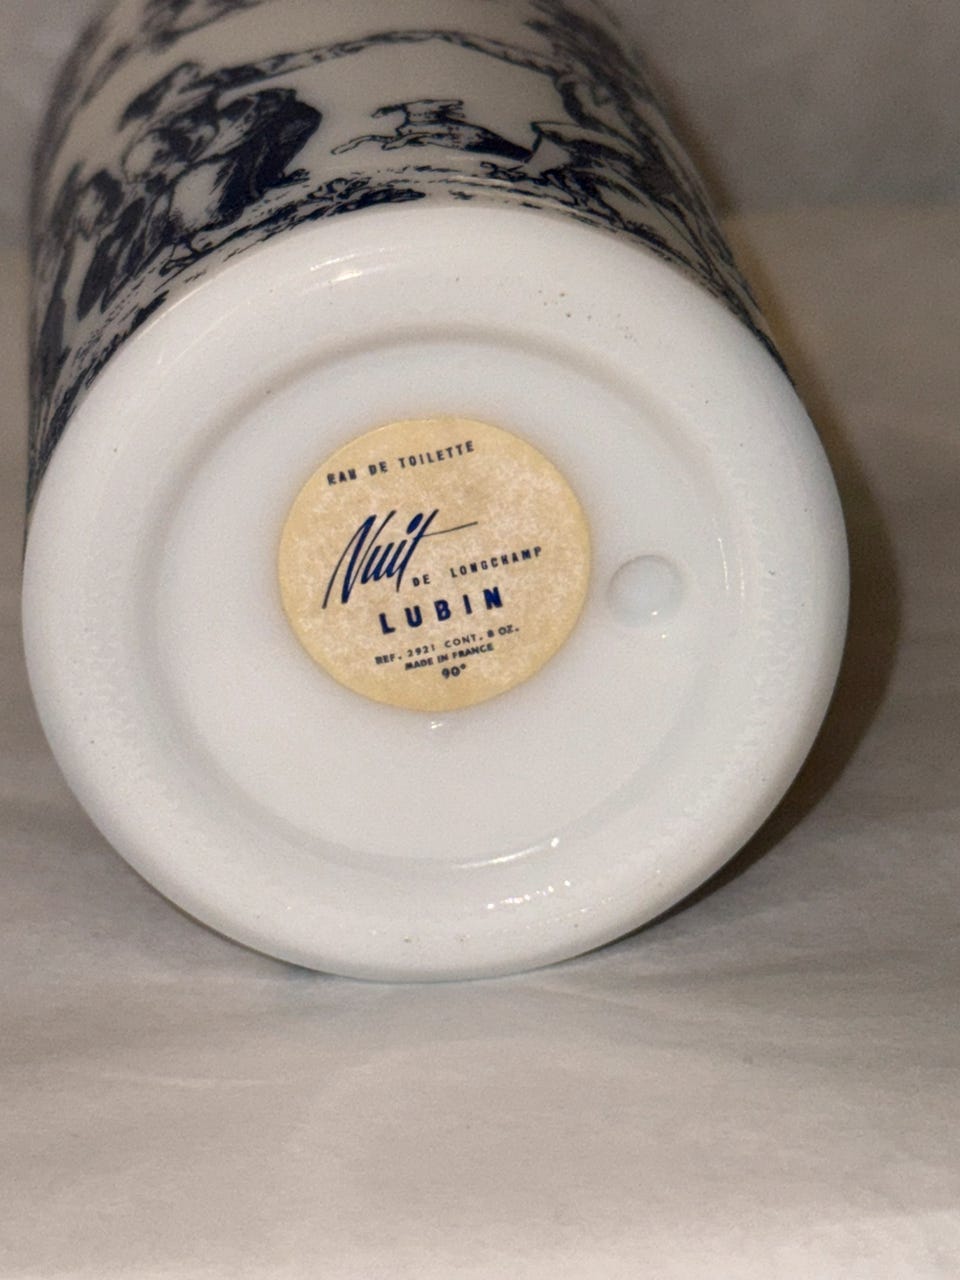 EAU DE TOILETTE
Nuit
DE LONGCHAMP
LUBIN
REF. 2921 CONT. 8 OZ.
MADE IN FRANCE
90°